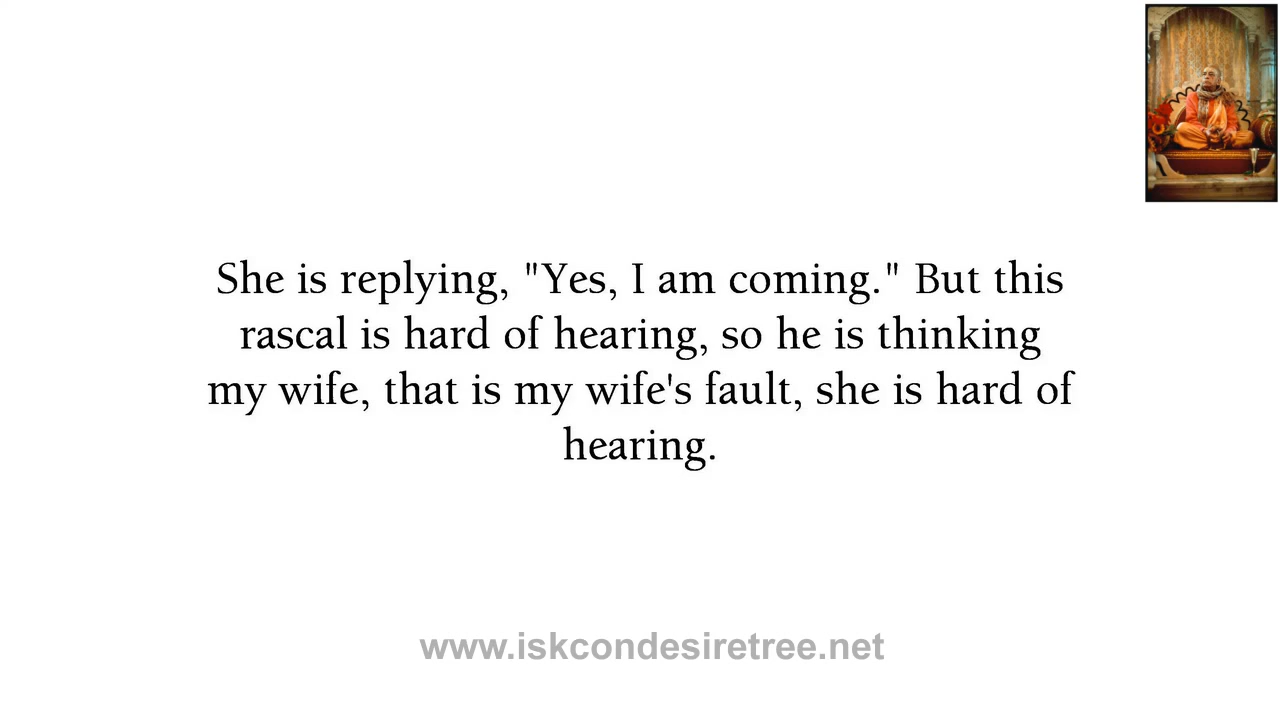 She is replying, "Yes, I am coming." But this
rascal is hard of hearing, so he is thinking
my wife, that is my wife's fault, she is hard of
hearing.
www.iskcondesiretree.net